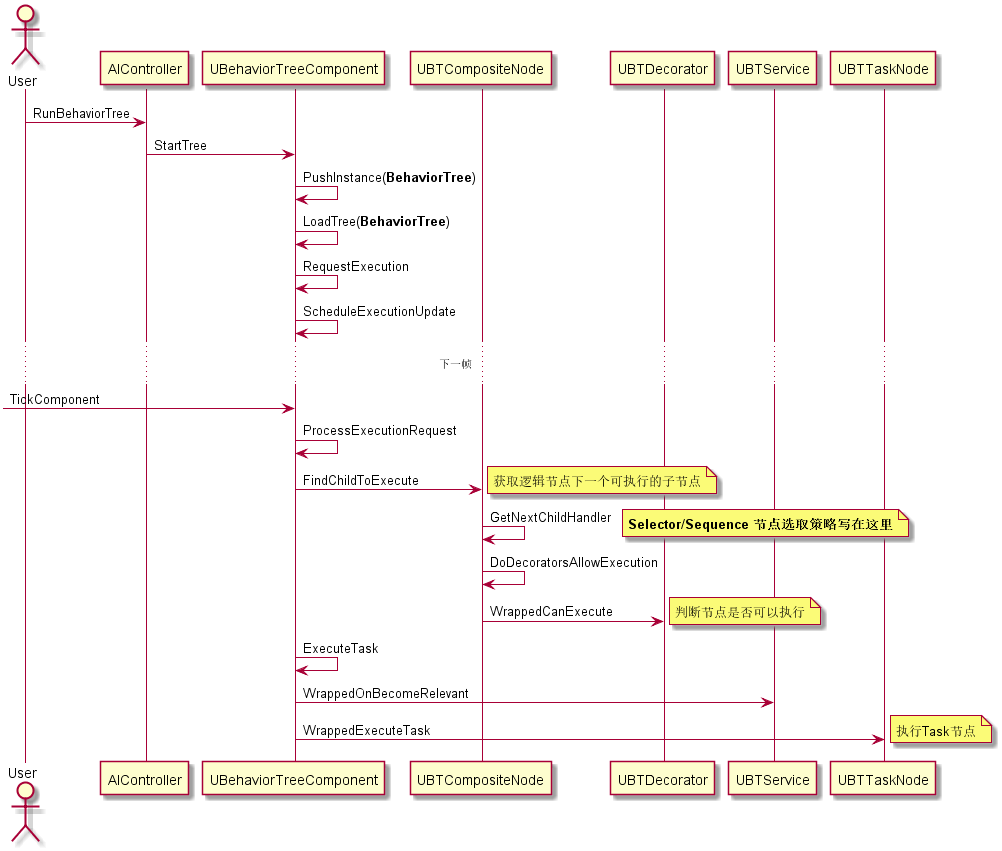 User
AIController
UBehaviorTreeComponent
UBTCompositeNode
UBTDecorator
UBTService
UBTTaskNode
RunBehaviorTree
StartTree
PushInstance(BehaviorTree)
LoadTree(BehaviorTree)
RequestExecution
ScheduleExecutionUpdate
下一帧
TickComponent
ProcessExecutionRequest
FindChildToExecute
获取逻辑节点下一个可执行的子节点
GetNextChildHandler
Selector/Sequence 节点选取策略写在这里
DoDecoratorsAllowExecution
WrappedCanExecute
判断节点是否可以执行
ExecuteTask
WrappedOnBecomeRelevant
WrappedExecuteTask
执行Task节点
User
AIController
UBehaviorTreeComponent
UBTCompositeNode
UBTDecorator
UBTService
UBTTaskNode